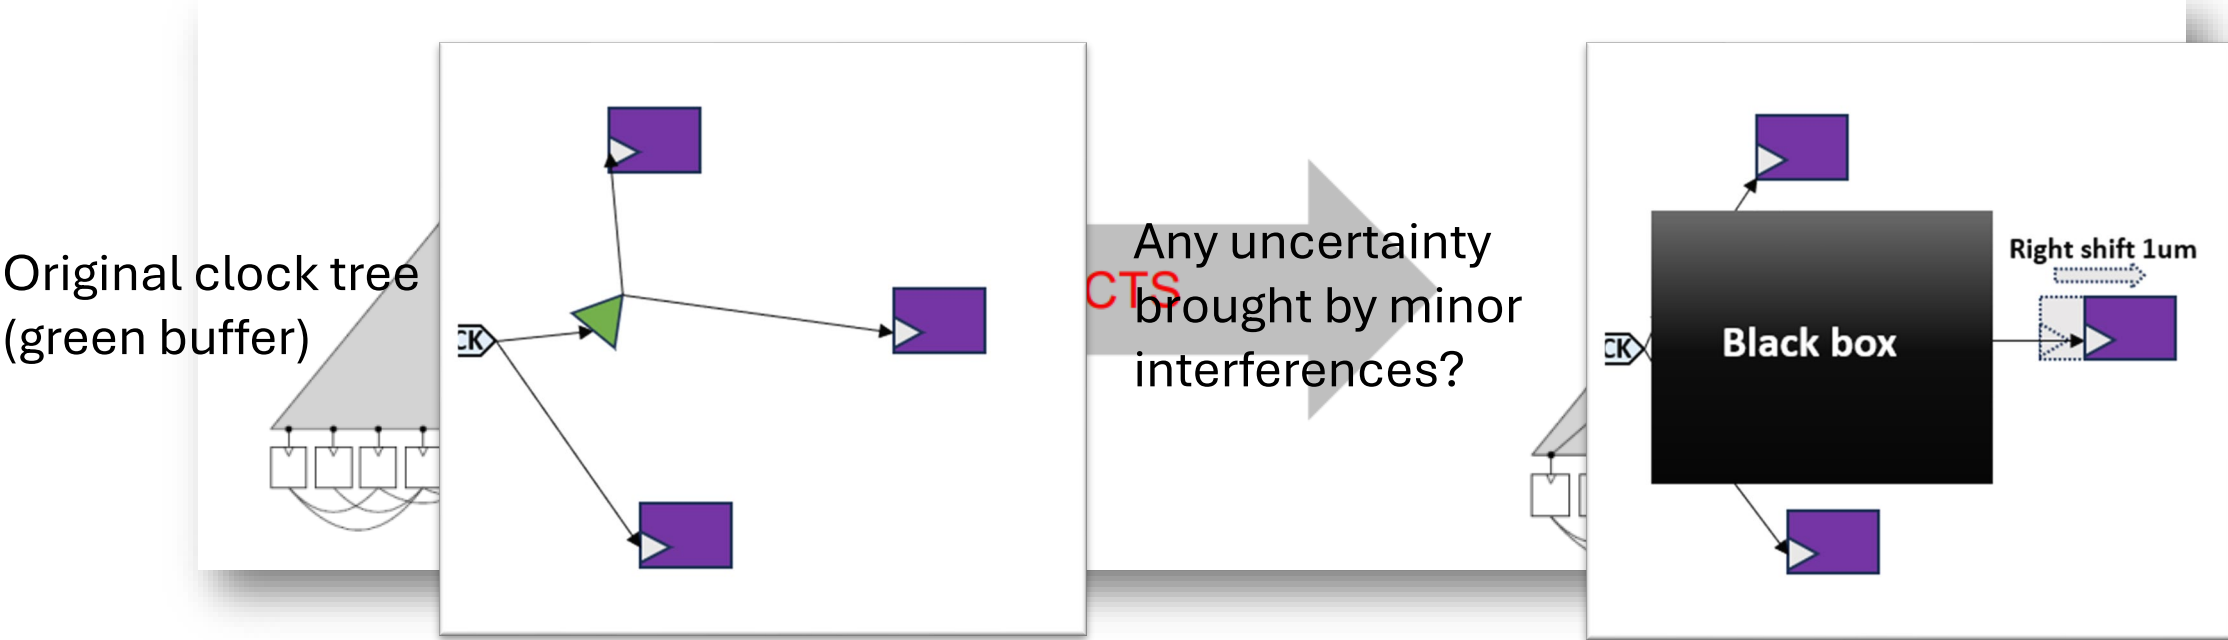 Original clock tree
(green buffer)
CK
CTS
Any uncertainty
brought by minor
interferences?
Right shift 1um
CK
Black box